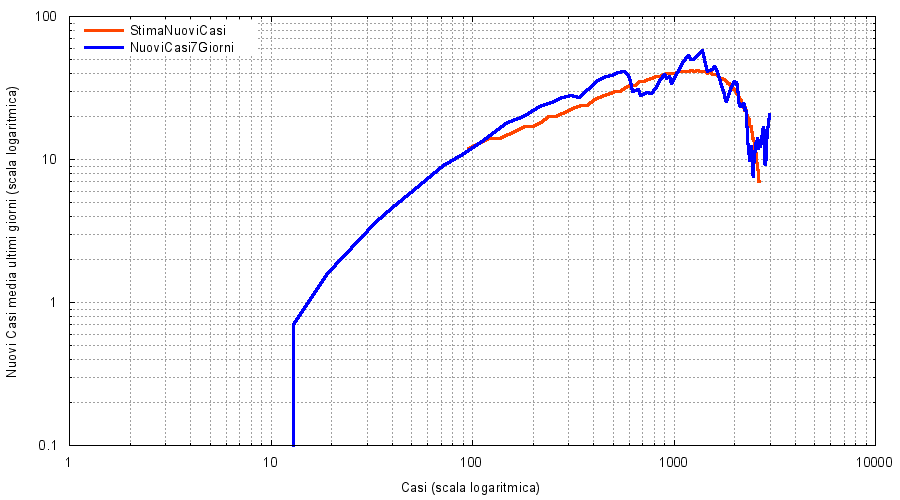 100
StimaNuoviCasi
NuoviCasi7Giorni
10
1
0.1
1
10
100
1000
10000
Nuovi Casi media ultimi giorni (scala logaritmica)
Casi (scala logaritmica)